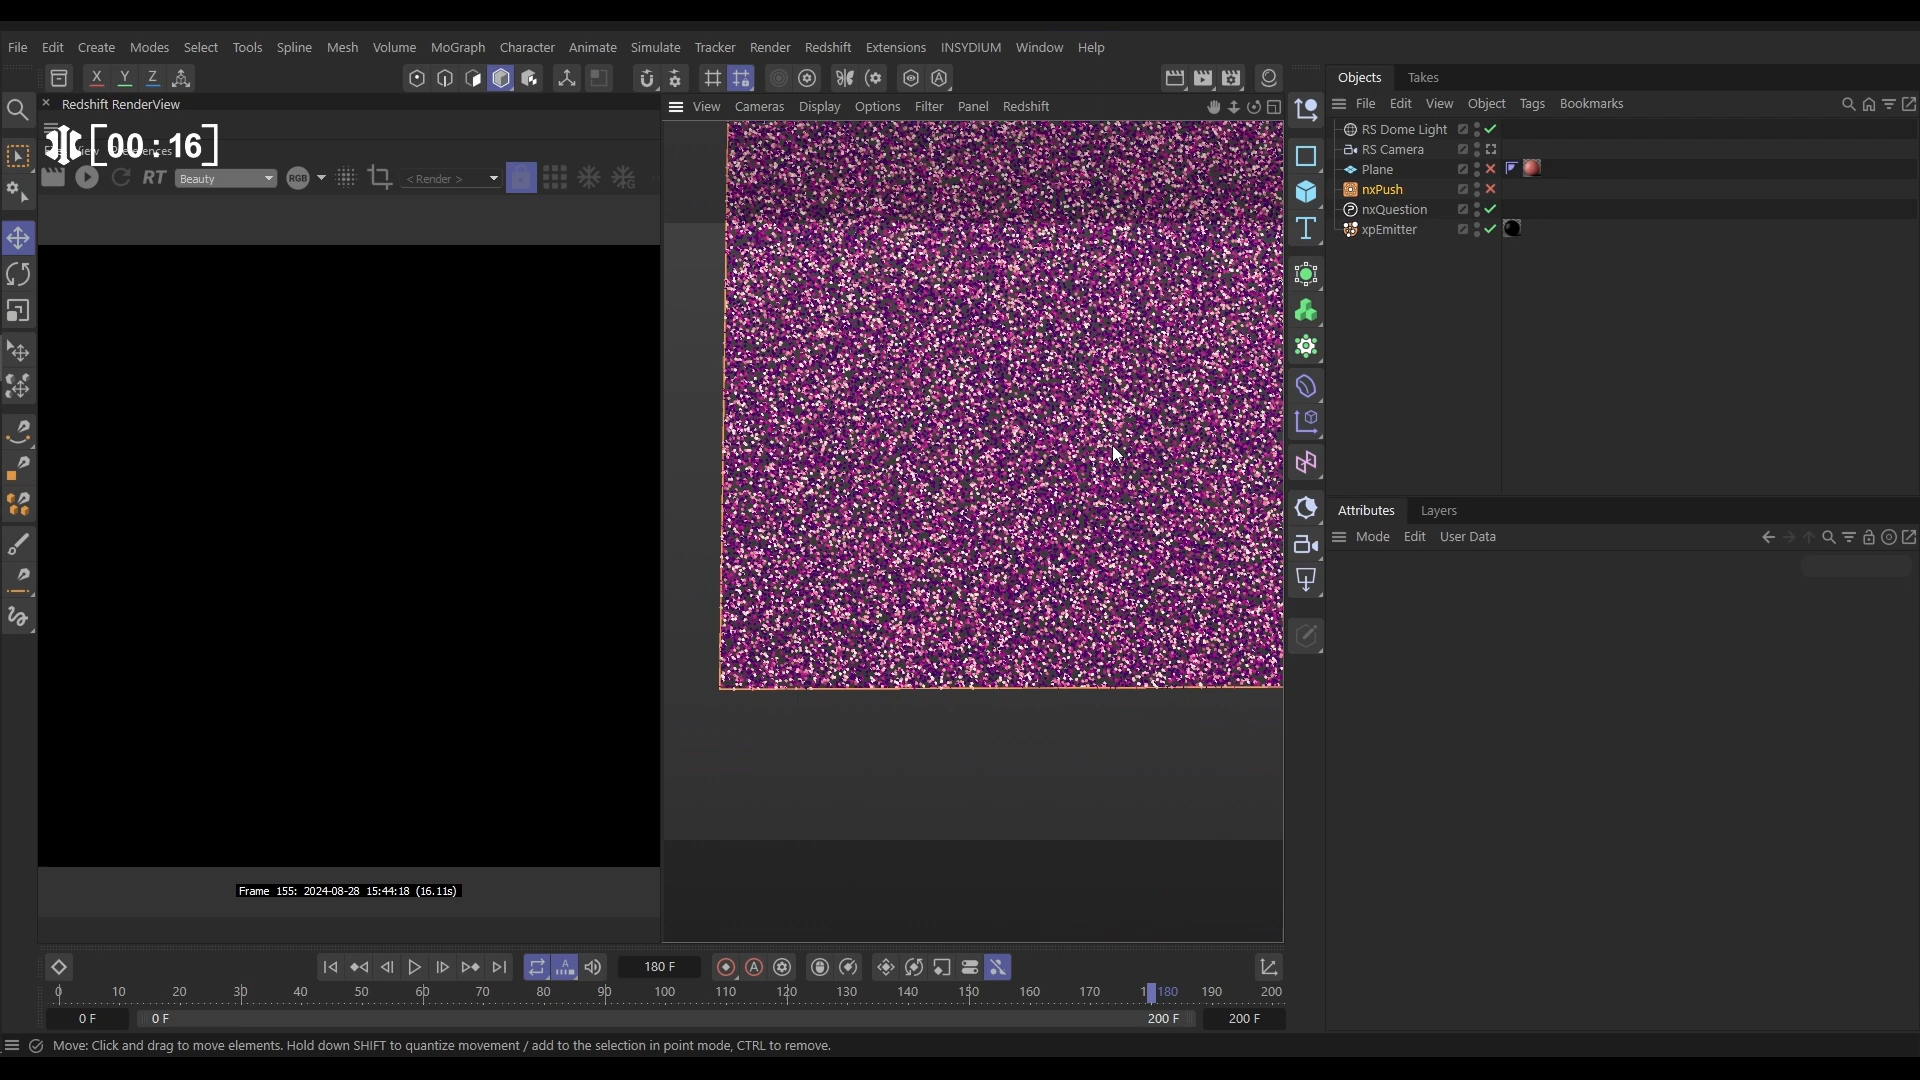 File Edit Create Modes Select Tools Spline Mesh Volume MoGraph Character Animate Simulate Tracker Render Redshift Extensions INSYDIUM Window Help
X Y Z
Objects Takes
Redshift RenderView
View Cameras Display Options Filter Panel Redshift
File Edit View Object Tags Bookmarks
[00:16]
RT Beauty RGB < Render >
RS Dome Light
RS Camera
Plane
nxPush
nxQuestion
xpEmitter
Attributes Layers
Mode Edit User Data
Frame 155: 2024-08-28 15:44:18 (16.11s)
180 F
0 10 20 30 40 50 60 70 80 90 100 110 120 130 140 150 160 170 180 190 200
0 F 0 F 200 F 200 F
Move: Click and drag to move elements. Hold down SHIFT to quantize movement / add to the selection in point mode, CTRL to remove.